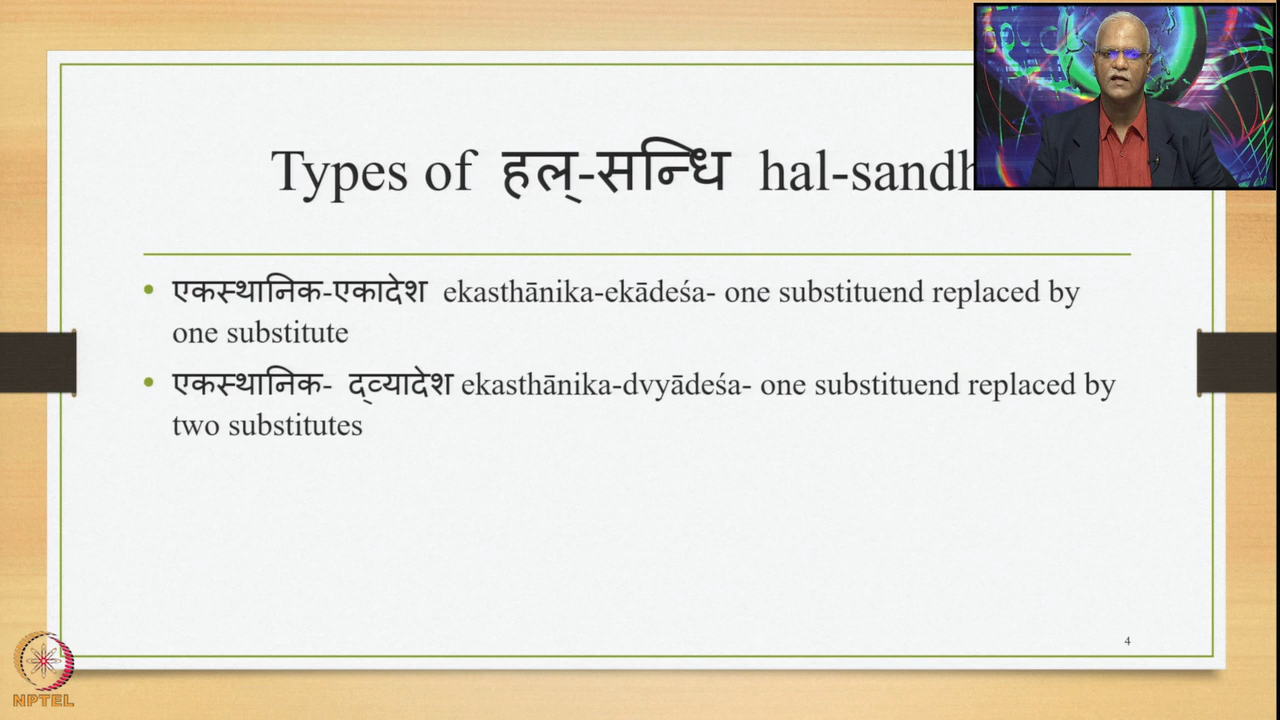 Types of हल्-सन्धि hal-sandh
• एकस्थानिक-एकादेश ekasthānika-ekādeśa- one substituend replaced by
one substitute
• एकस्थानिक- द्व्यादेश ekasthānika-dvyādeśa- one substituend replaced by
two substitutes
4
NPTEL